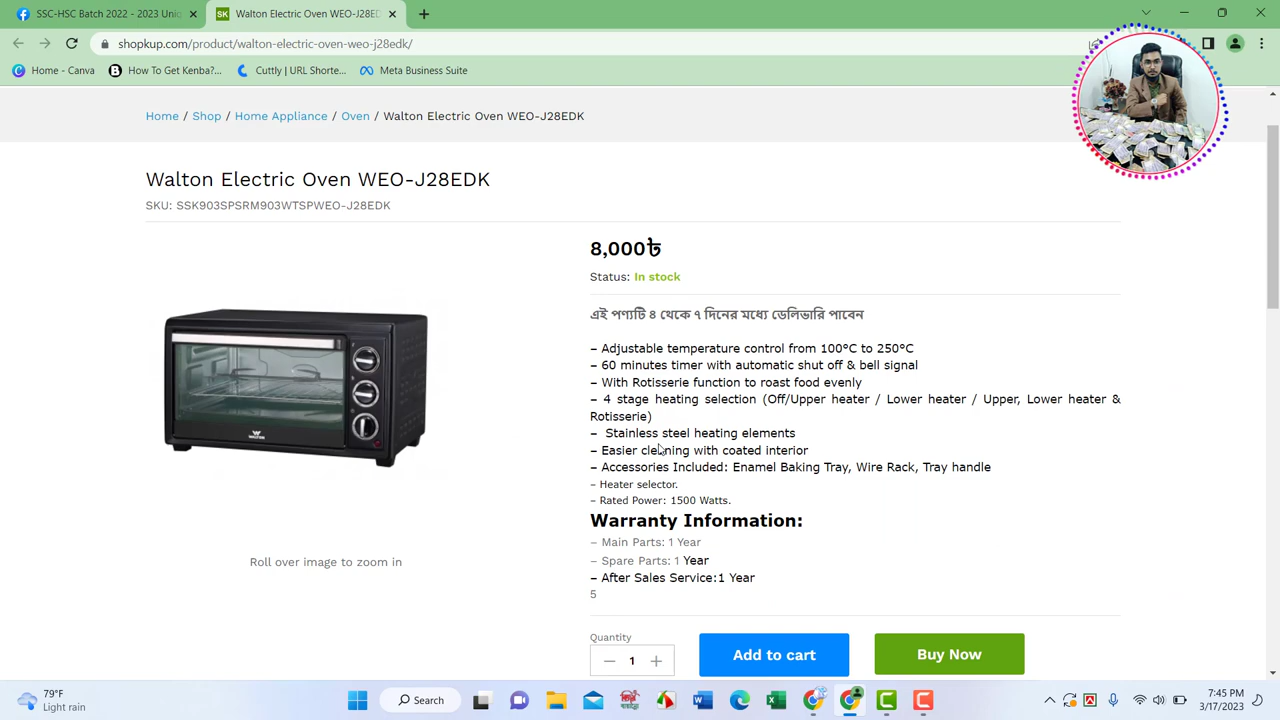 SSC-HSC Batch 2022 - 2023 Unio
Walton Electric Oven WEO-J28ED
shopkup.com/product/walton-electric-oven-weo-j28edk/
Home - Canva
How To Get Kenba?...
Cuttly | URL Shorte...
Meta Business Suite
Home / Shop / Home Appliance / Oven / Walton Electric Oven WEO-J28EDK
Walton Electric Oven WEO-J28EDK
SKU: SSK903SPSRM903WTSPWEO-J28EDK
8,000৳
Status: In stock
এই পণ্যটি ৪ থেকে ৭ দিনের মধ্যে ডেলিভারি পাবেন
– Adjustable temperature control from 100°C to 250°C
– 60 minutes timer with automatic shut off & bell signal
– With Rotisserie function to roast food evenly
– 4 stage heating selection (Off/Upper heater / Lower heater / Upper, Lower heater &
Rotisserie)
– Stainless steel heating elements
– Easier cleaning with coated interior
– Accessories Included: Enamel Baking Tray, Wire Rack, Tray handle
– Heater selector.
– Rated Power: 1500 Watts.
Warranty Information:
– Main Parts: 1 Year
– Spare Parts: 1 Year
– After Sales Service:1 Year
5
WALTON
Roll over image to zoom in
Quantity
1
Add to cart
Buy Now
79°F
Light rain
Search
7:45 PM
3/17/2023